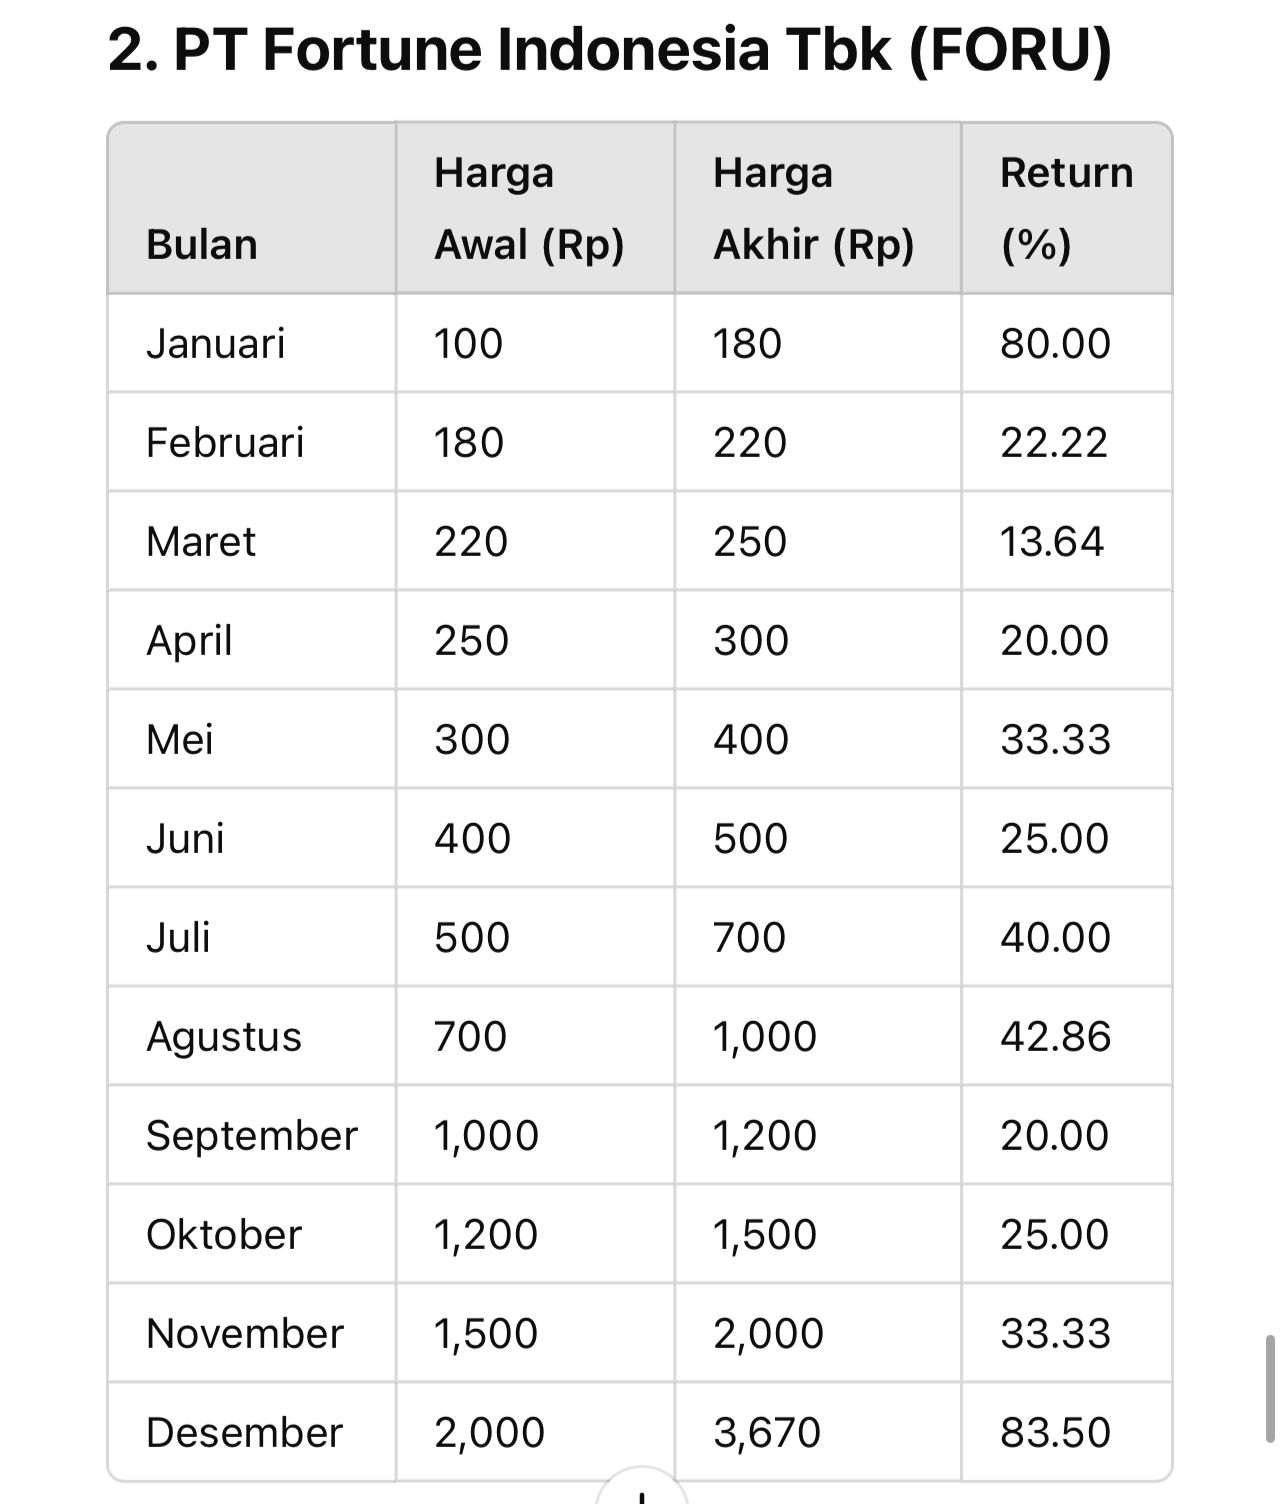 2. PT Fortune Indonesia Tbk (FORU)
Bulan Harga Awal (Rp) Harga Akhir (Rp) Return (%)
Januari 100 180 80.00
Februari 180 220 22.22
Maret 220 250 13.64
April 250 300 20.00
Mei 300 400 33.33
Juni 400 500 25.00
Juli 500 700 40.00
Agustus 700 1,000 42.86
September 1,000 1,200 20.00
Oktober 1,200 1,500 25.00
November 1,500 2,000 33.33
Desember 2,000 3,670 83.50